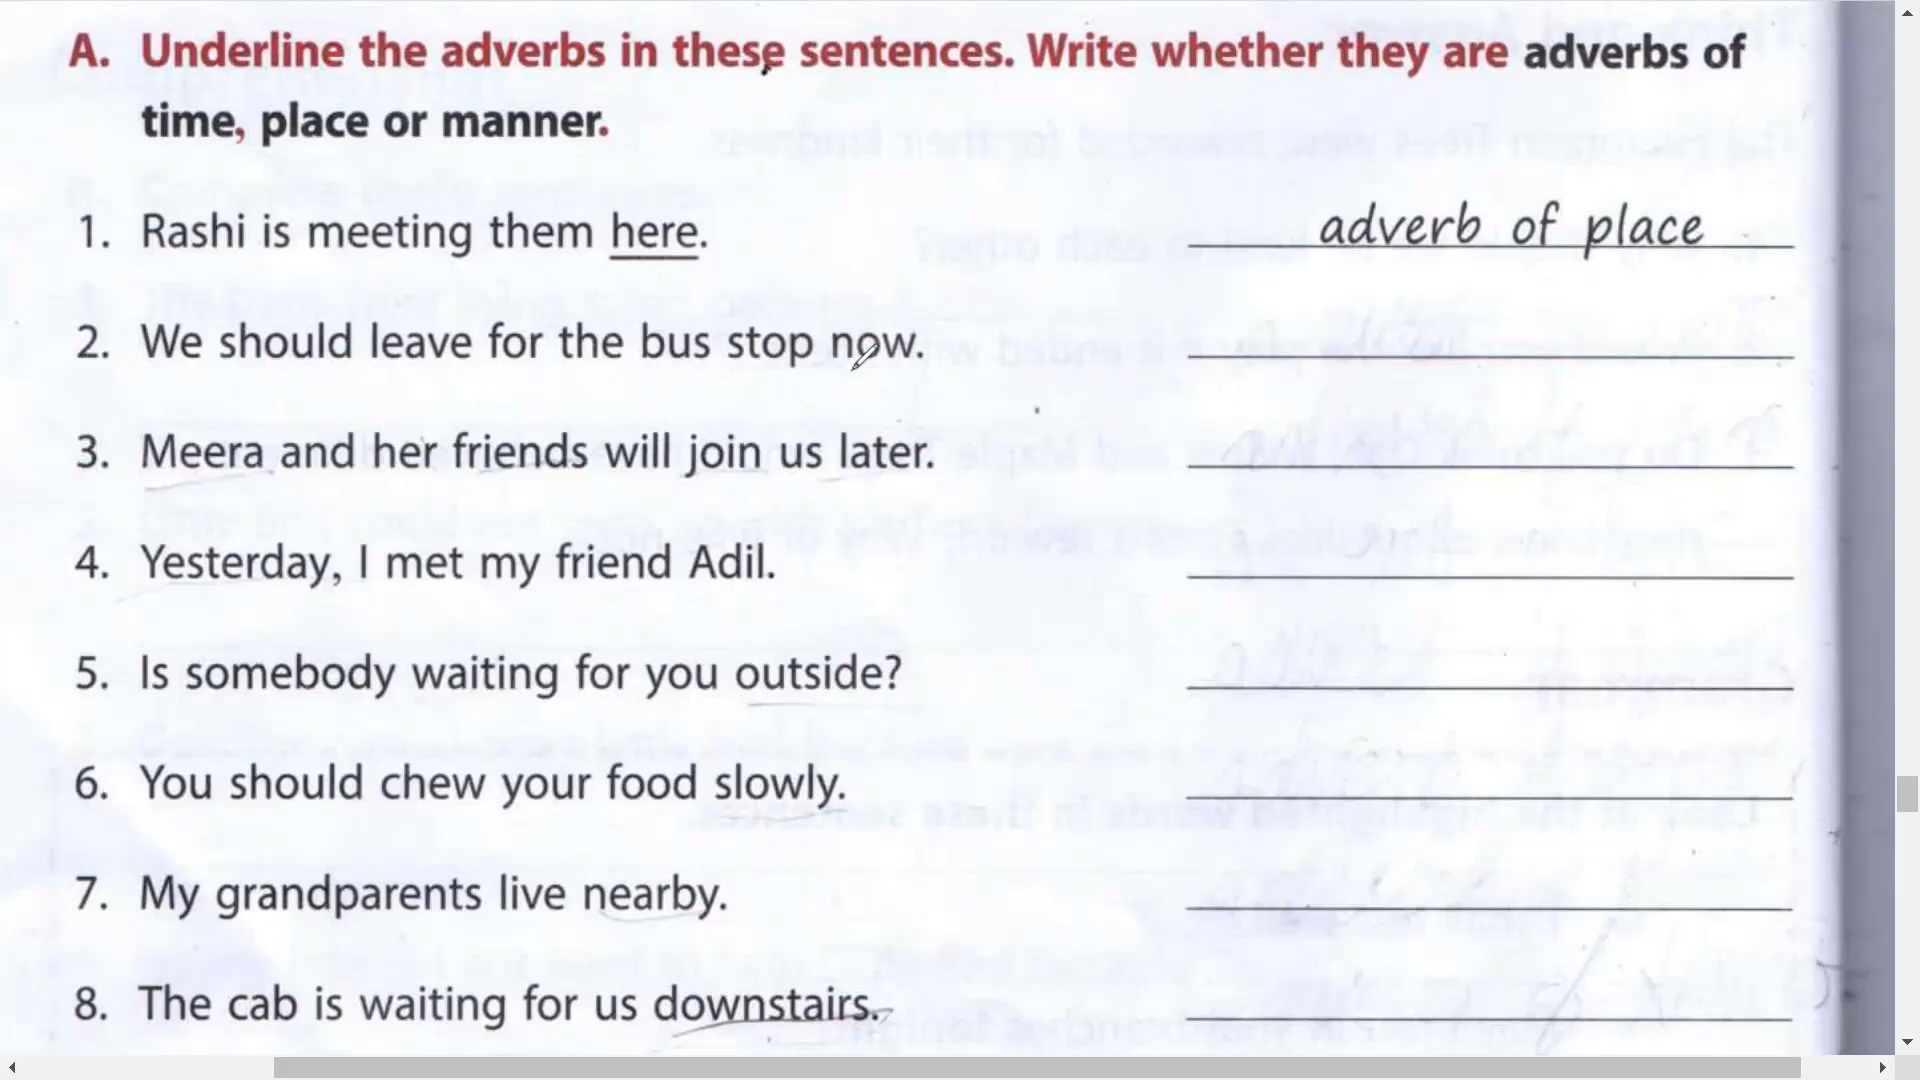 A. Underline the adverbs in these sentences. Write whether they are adverbs of
time, place or manner.
1. Rashi is meeting them here. adverb of place
2. We should leave for the bus stop now.
3. Meera and her friends will join us later.
4. Yesterday, I met my friend Adil.
5. Is somebody waiting for you outside?
6. You should chew your food slowly.
7. My grandparents live nearby.
8. The cab is waiting for us downstairs.